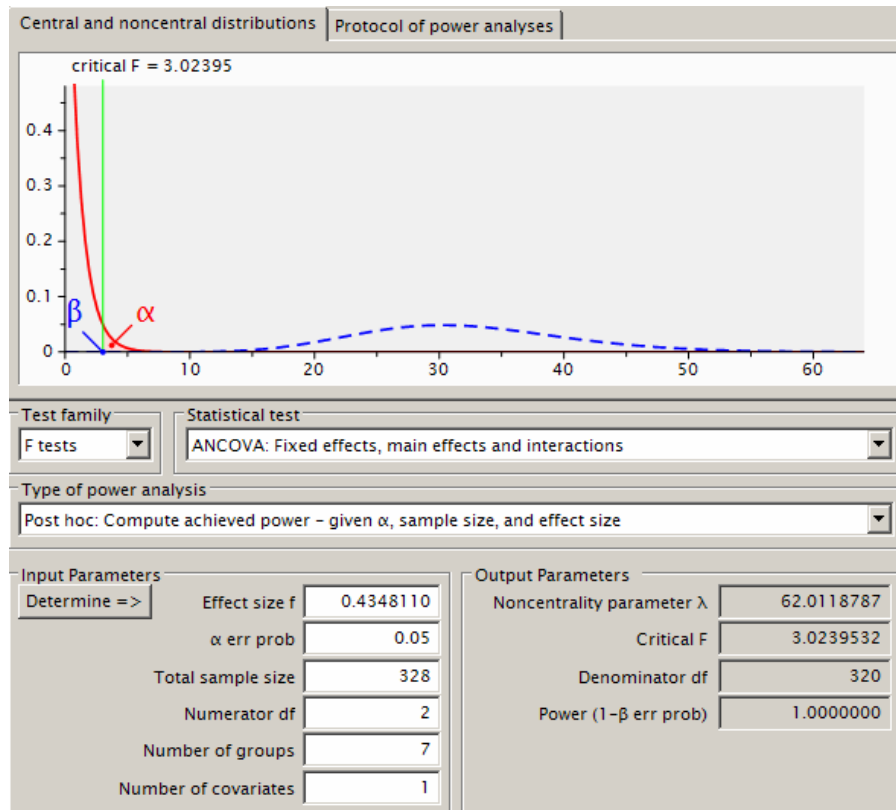 Central and noncentral distributions
Protocol of power analyses
critical F = 3.02395
0.4
0.3
0.2
0.1
0
β
α
0 10 20 30 40 50 60
Test family
F tests
Statistical test
ANCOVA: Fixed effects, main effects and interactions
Type of power analysis
Post hoc: Compute achieved power – given α, sample size, and effect size
Input Parameters
Determine =>
Effect size f 0.4348110
α err prob 0.05
Total sample size 328
Numerator df 2
Number of groups 7
Number of covariates 1
Output Parameters
Noncentrality parameter λ 62.0118787
Critical F 3.0239532
Denominator df 320
Power (1-β err prob) 1.0000000